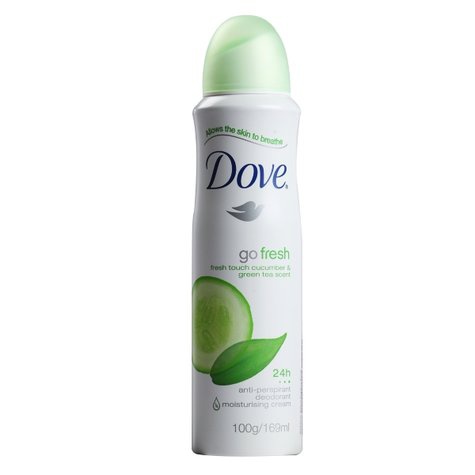 Allows the skin to breathe
Dove
go fresh
fresh touch cucumber &
green tea scent
24h
anti-perspirant
deodorant
moisturising cream
100g/169ml